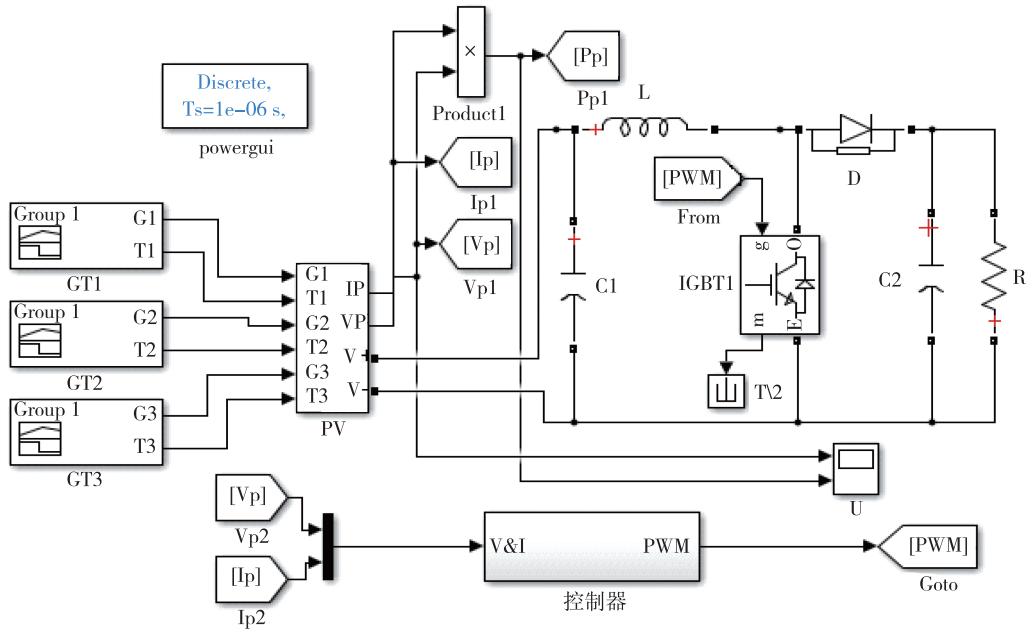 Discrete,
Ts=1e-06 s,
powergui
×
Product1
[Pp]
Pp1
[Ip]
Ip1
[Vp]
Vp1
L
[PWM]
From
D
Group 1
G1
T1
GT1
Group 1
G2
T2
GT2
Group 1
G3
T3
GT3
G1
T1
G2
T2
G3
T3
IP
VP
V+
V-
PV
C1
IGBT1
g
O
m
E
T\2
C2
R
U
[Vp]
Vp2
[Ip]
Ip2
V&I
PWM
控制器
[PWM]
Goto